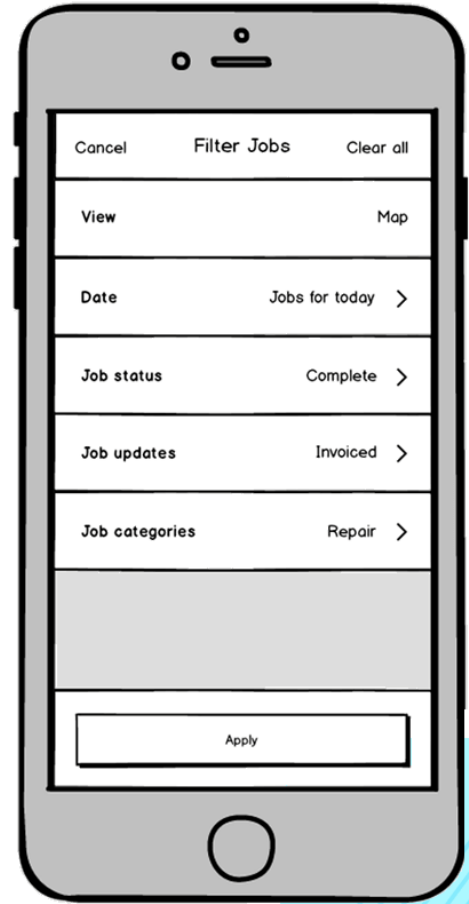 Cancel Filter Jobs Clear all
View Map
Date Jobs for today
Job status Complete
Job updates Invoiced
Job categories Repair
Apply